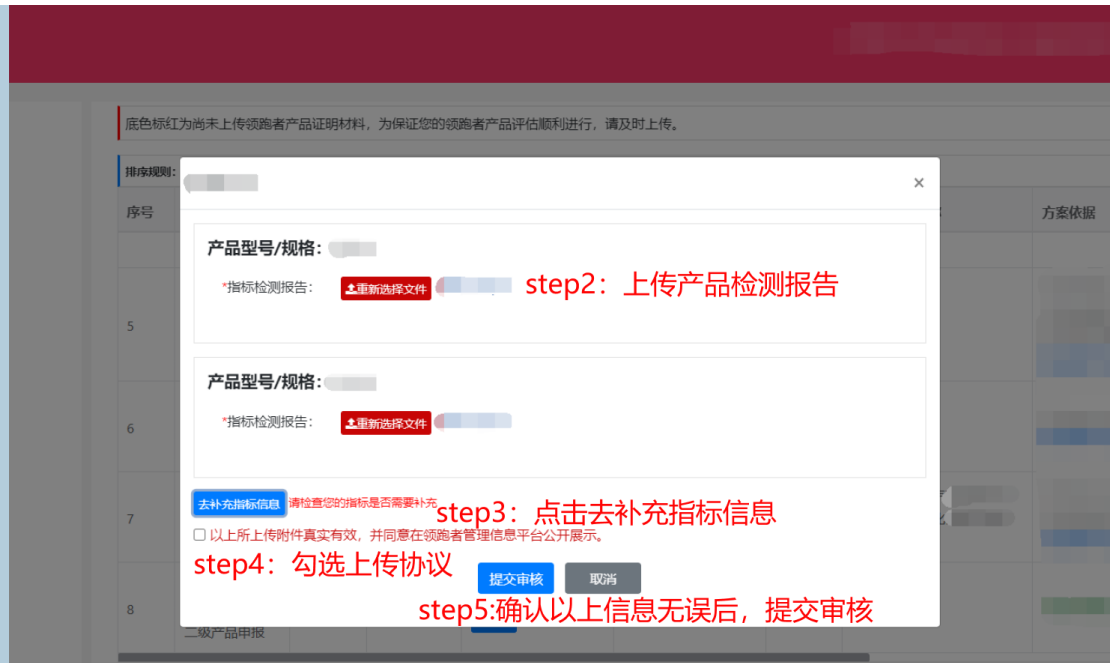 底色标红为尚未上传领跑者产品证明材料，为保证您的领跑者产品评估顺利进行，请及时上传。
排序规则：
×
序号
方案依据
产品型号/规格：
*指标检测报告：
重新选择文件
step2：上传产品检测报告
5
产品型号/规格：
*指标检测报告：
重新选择文件
6
去补充指标信息 请检查您的指标是否需要补充
step3：点击去补充指标信息
7
以上所上传附件真实有效，并同意在领跑者管理信息平台公开展示。
step4：勾选上传协议
提交审核 取消
8
step5:确认以上信息无误后，提交审核
二级产品申报